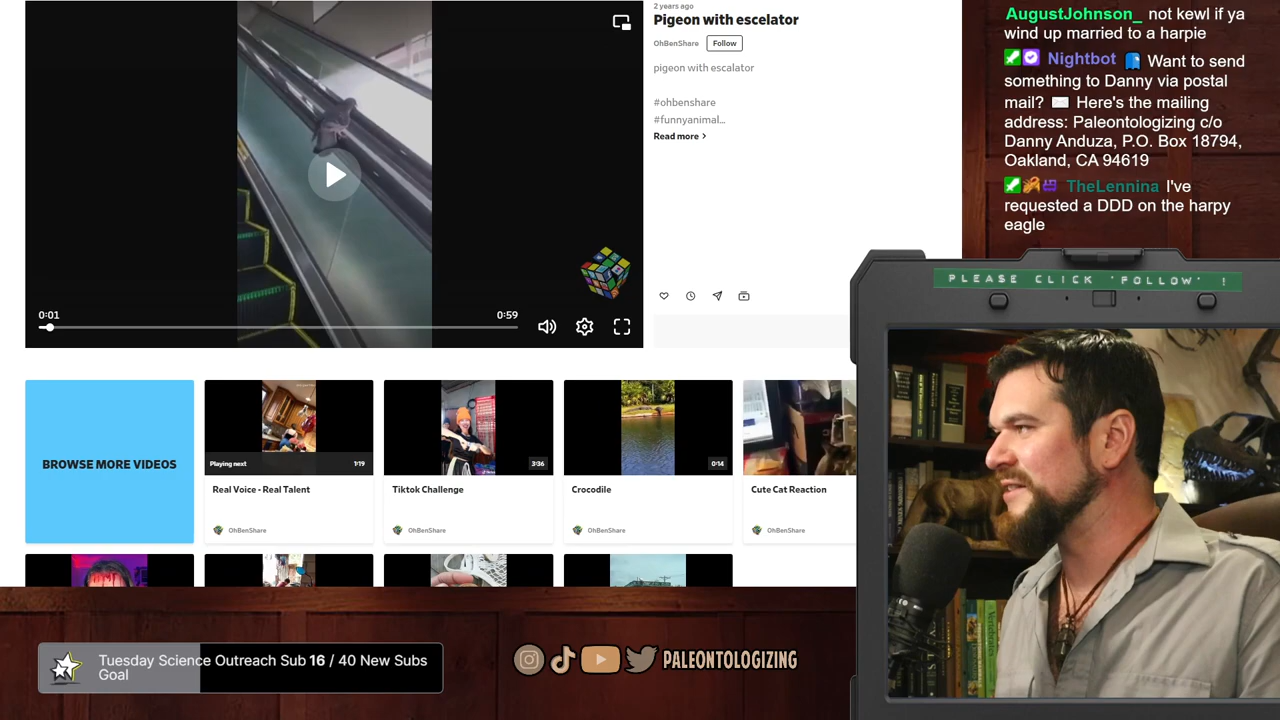 2 years ago
Pigeon with escelator
OhBenShare Follow
pigeon with escalator
#ohbenshare
#funnyanimal...
Read more >
0:01 0:59
BROWSE MORE VIDEOS
Playing next 1:19
Real Voice - Real Talent
OhBenShare
3:36
Tiktok Challenge
OhBenShare
0:14
Crocodile
OhBenShare
Cute Cat Reaction
OhBenShare
AugustJohnson_ not kewl if ya
wind up married to a harpie
Nightbot Want to send
something to Danny via postal
mail? Here's the mailing
address: Paleontologizing c/o
Danny Anduza, P.O. Box 18794,
Oakland, CA 94619
TheLennina I've
requested a DDD on the harpy
eagle
PLEASE CLICK 'FOLLOW' !
Tuesday Science Outreach Sub 16 / 40 New Subs
Goal
PALEONTOLOGIZING